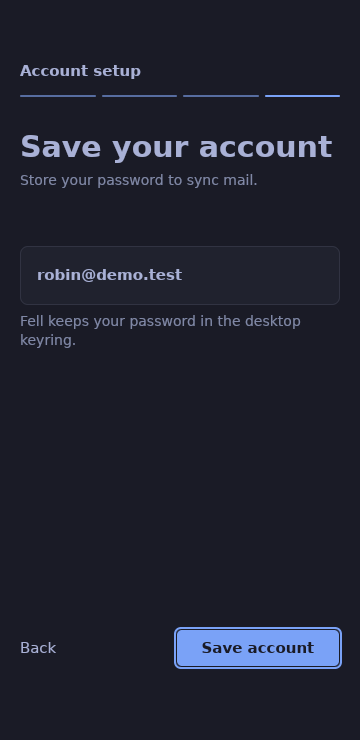 Account setup
Save your account
Store your password to sync mail.
robin@demo.test
Fell keeps your password in the desktop
keyring.
Back
Save account